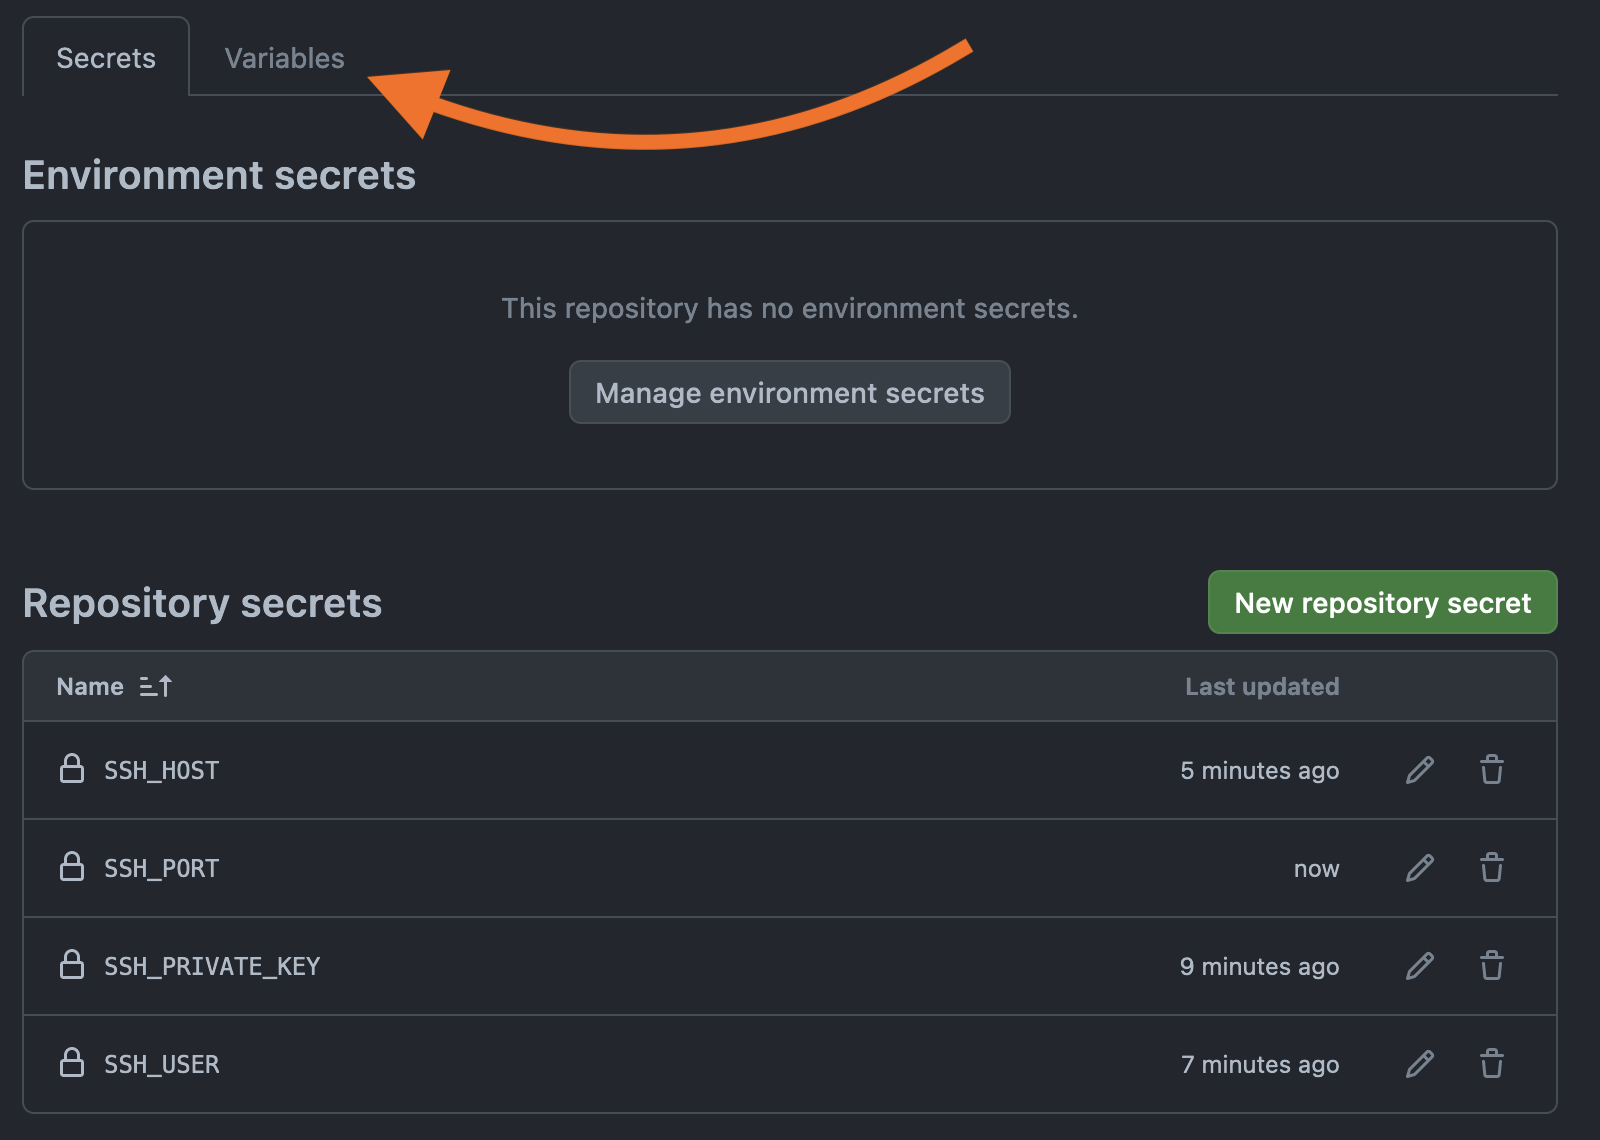 Secrets Variables
Environment secrets
This repository has no environment secrets.
Manage environment secrets
Repository secrets New repository secret
Name Last updated
SSH_HOST 5 minutes ago
SSH_PORT now
SSH_PRIVATE_KEY 9 minutes ago
SSH_USER 7 minutes ago